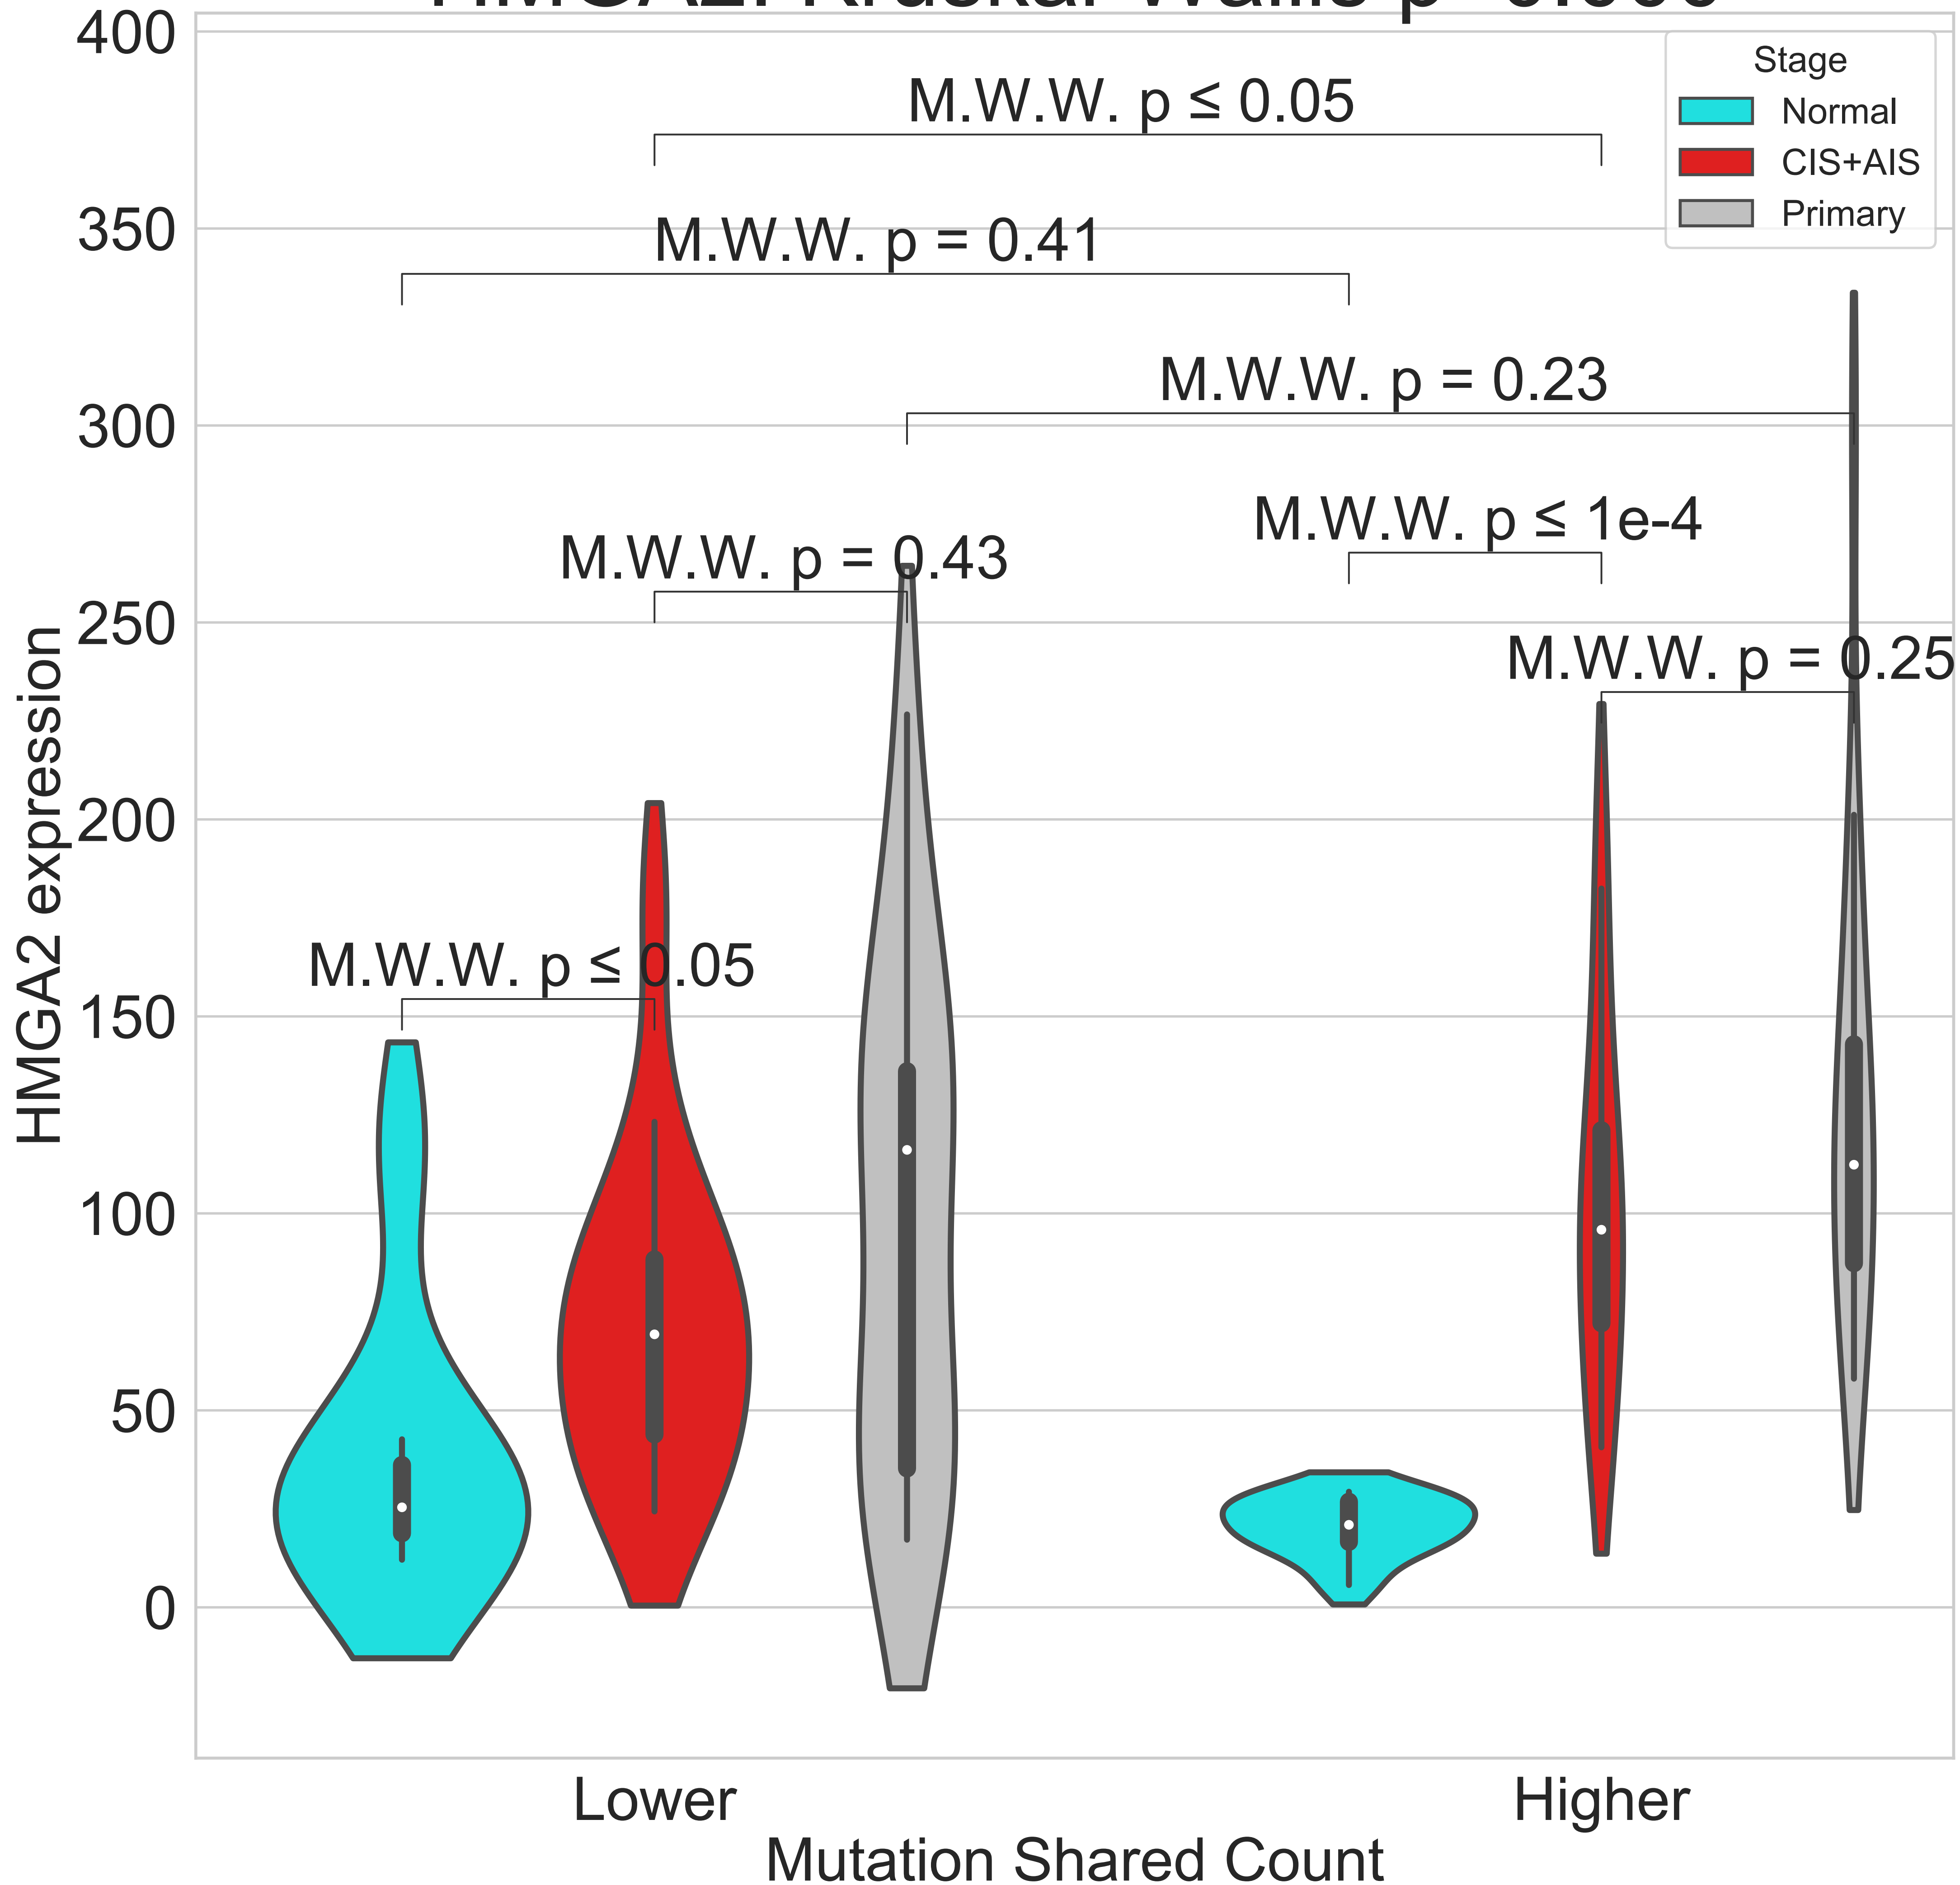 400
350
300
250
200
150
100
50
0
HMGA2 expression
Stage
Normal
CIS+AIS
Primary
M.W.W. p ≤ 0.05
M.W.W. p = 0.41
M.W.W. p = 0.23
M.W.W. p ≤ 1e-4
M.W.W. p = 0.43
M.W.W. p = 0.25
M.W.W. p ≤ 0.05
Lower
Higher
Mutation Shared Count